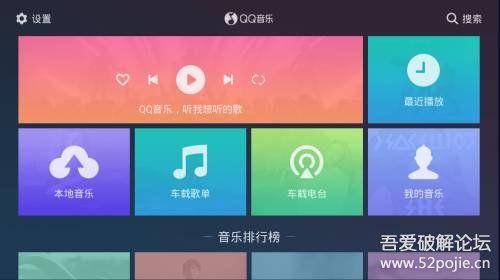 设置
QQ音乐
搜索
QQ音乐，听我想听的歌
最近播放
本地音乐
车载歌单
车载电台
我的音乐
音乐排行榜
吾爱破解论坛
www.52pojie.cn